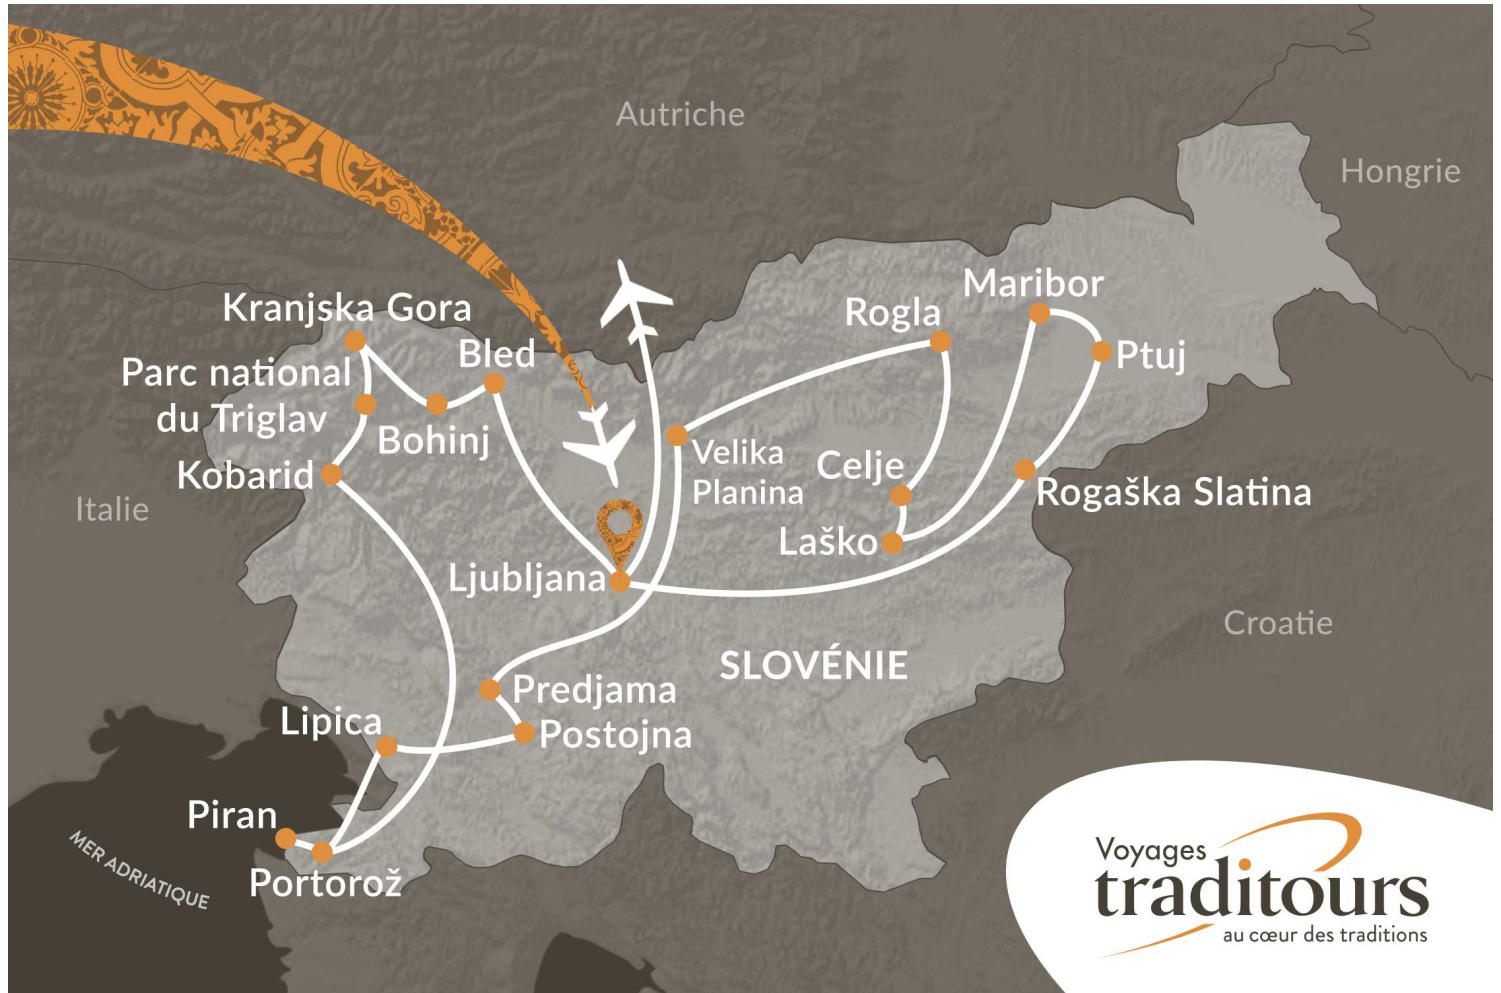 Autriche
Hongrie
Maribor
Kranjska Gora
Rogla
Bled
Ptuj
Parc national
du Triglav
Bohinj
Velika
Planina
Celje
Kobarid
Rogaška Slatina
Italie
Laško
Ljubljana
Croatie
SLOVÉNIE
Predjama
Lipica
Postojna
Piran
MER ADRIATIQUE
Portorož
Voyages
traditours
au cœur des traditions